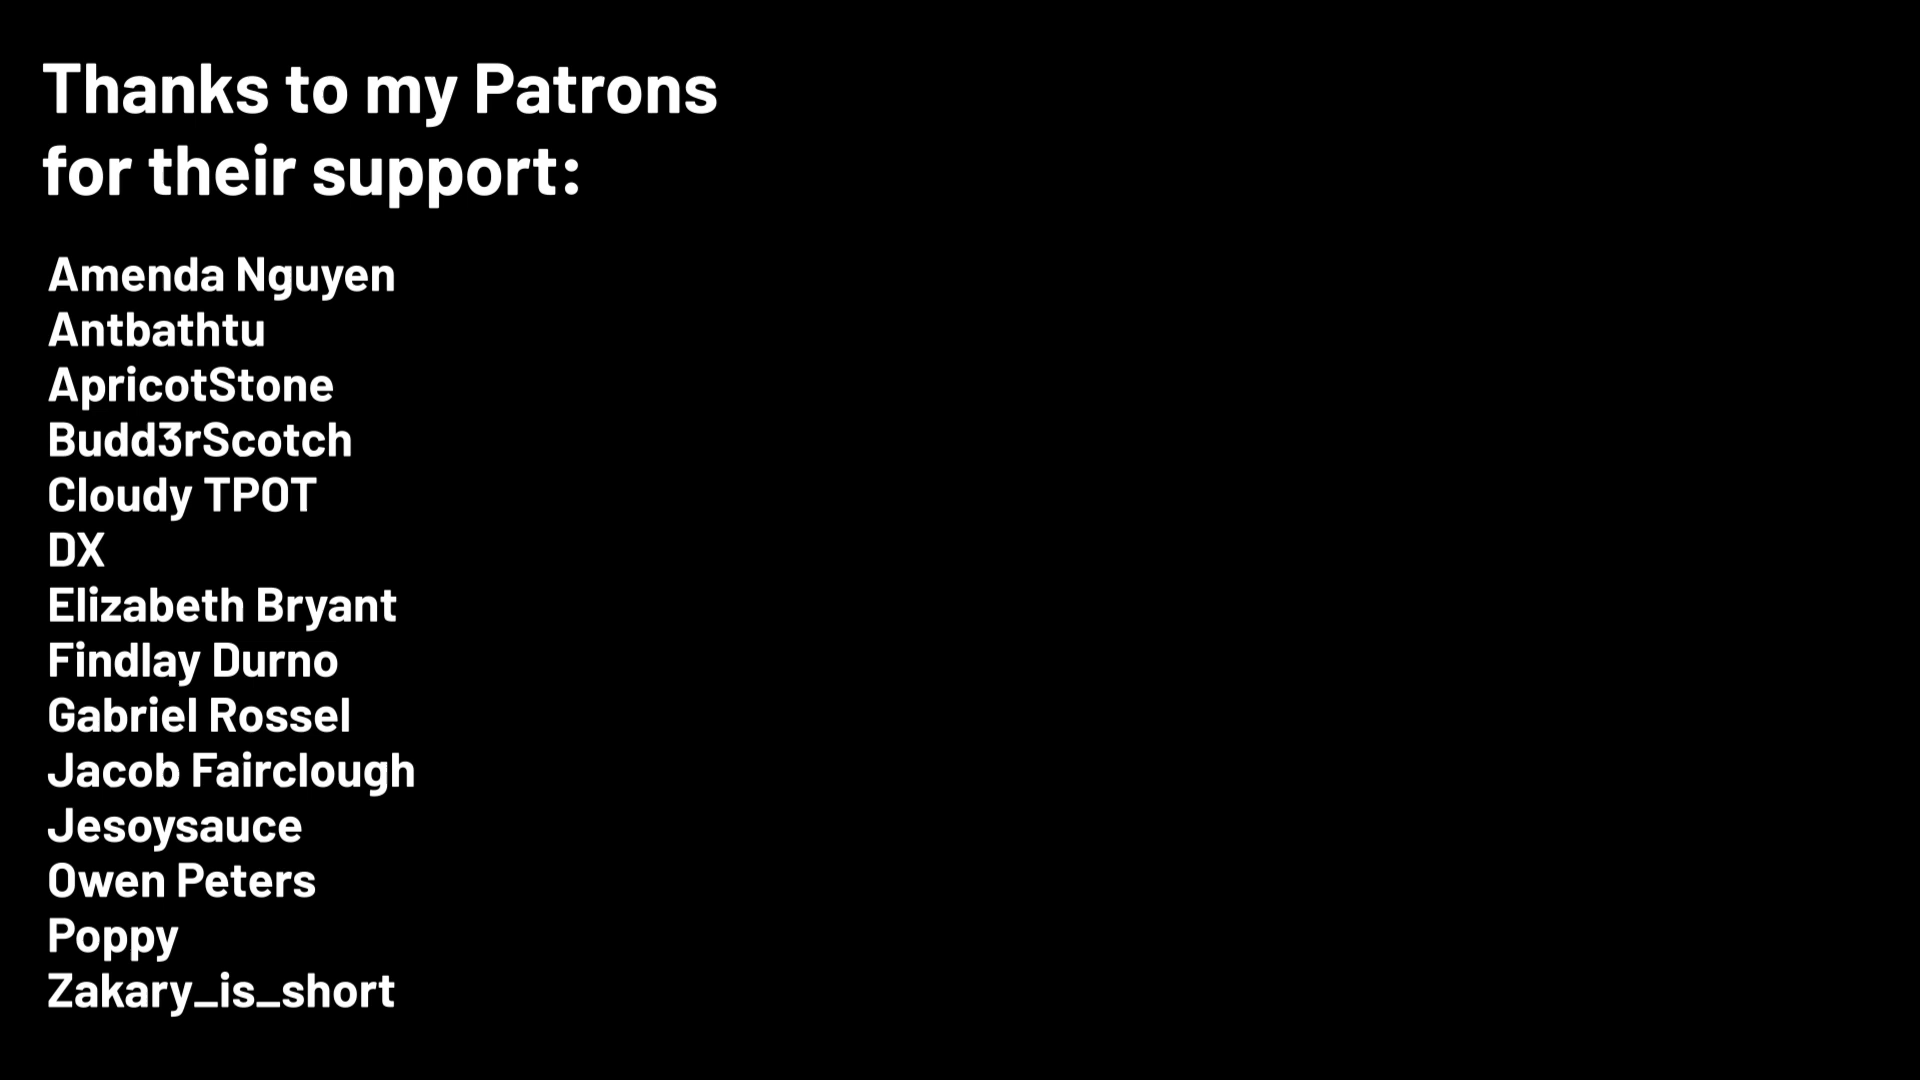 Thanks to my Patrons
for their support:
Amenda Nguyen
Antbathtu
ApricotStone
Budd3rScotch
Cloudy TPOT
DX
Elizabeth Bryant
Findlay Durno
Gabriel Rossel
Jacob Fairclough
Jesoysauce
Owen Peters
Poppy
Zakary_is_short